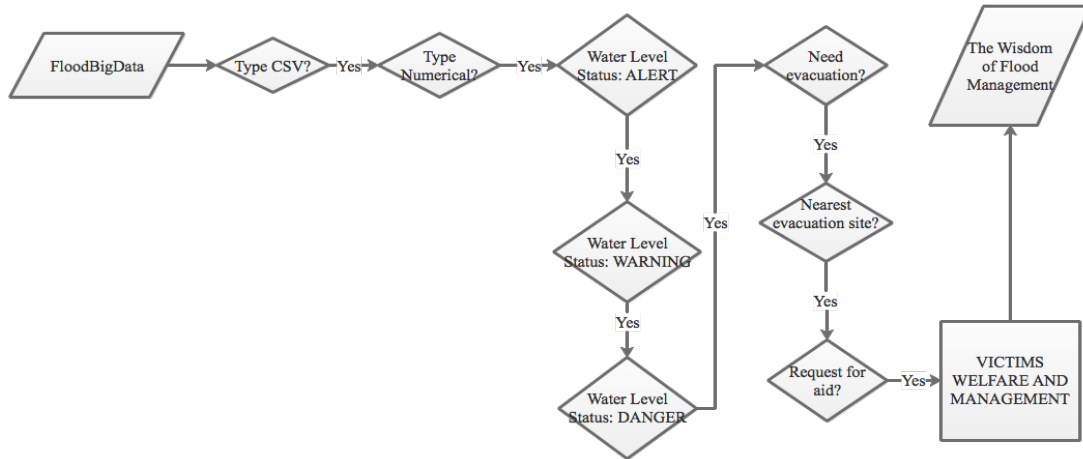 FloodBigData
Type CSV?
Yes
Type
Numerical?
Yes
Water Level
Status: ALERT
Yes
Water Level
Status: WARNING
Yes
Water Level
Status: DANGER
Yes
Need
evacuation?
Yes
Nearest
evacuation site?
Yes
Request for
aid?
Yes
VICTIMS
WELFARE AND
MANAGEMENT
The Wisdom
of Flood
Management